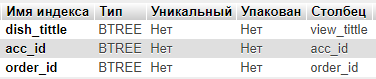 Имя индекса Тип Уникальный Упакован Столбец
dish_tittle BTREE Нет Нет view_tittle
acc_id BTREE Нет Нет acc_id
order_id BTREE Нет Нет order_id